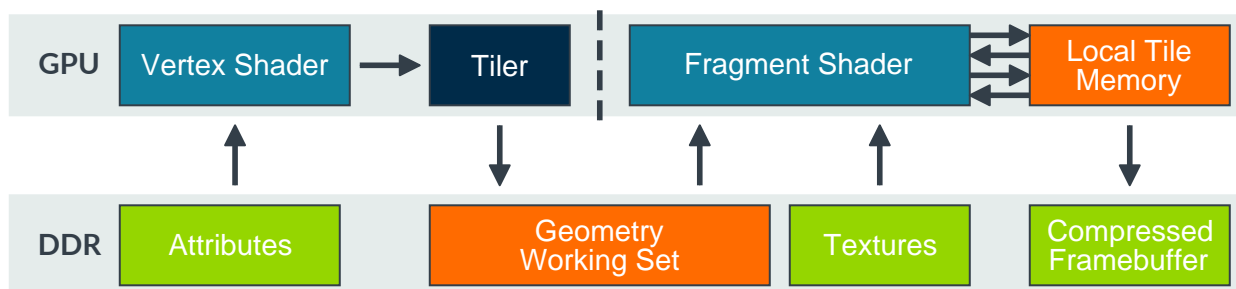 GPU
Vertex Shader
Tiler
Fragment Shader
Local Tile
Memory
DDR
Attributes
Geometry
Working Set
Textures
Compressed
Framebuffer